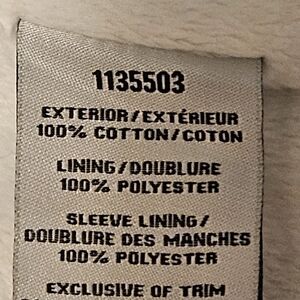 1135503
EXTERIOR/EXTÉRIEUR
100% COTTON/COTON
LINING/DOUBLURE
100% POLYESTER
SLEEVE LINING/
DOUBLURE DES MANCHES
100% POLYESTER
EXCLUSIVE OF TRIM